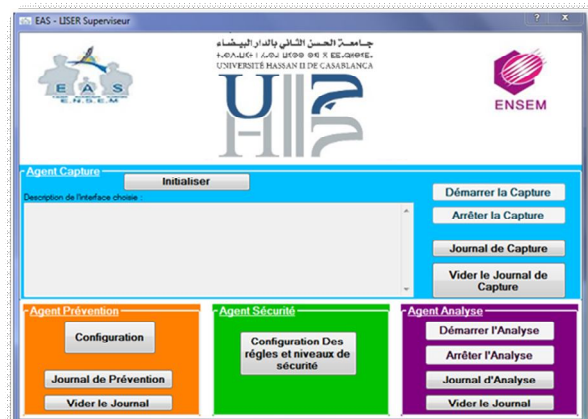 EAS - LISER Superviseur
جامعة الحسن الثاني بالدار البيضاء
UNIVERSITÉ HASSAN II DE CASABLANCA
E A S
E.N.S.E.M
ENSEM
Agent Capture
Initialiser
Description de l'interface choisie :
Démarrer la Capture
Arrêter la Capture
Journal de Capture
Vider le Journal de
Capture
Agent Prévention
Configuration
Journal de Prévention
Vider le Journal
Agent Sécurité
Configuration Des
régles et niveaux de
sécurité
Agent Analyse
Démarrer l'Analyse
Arrêter l'Analyse
Journal d'Analyse
Vider le Journal